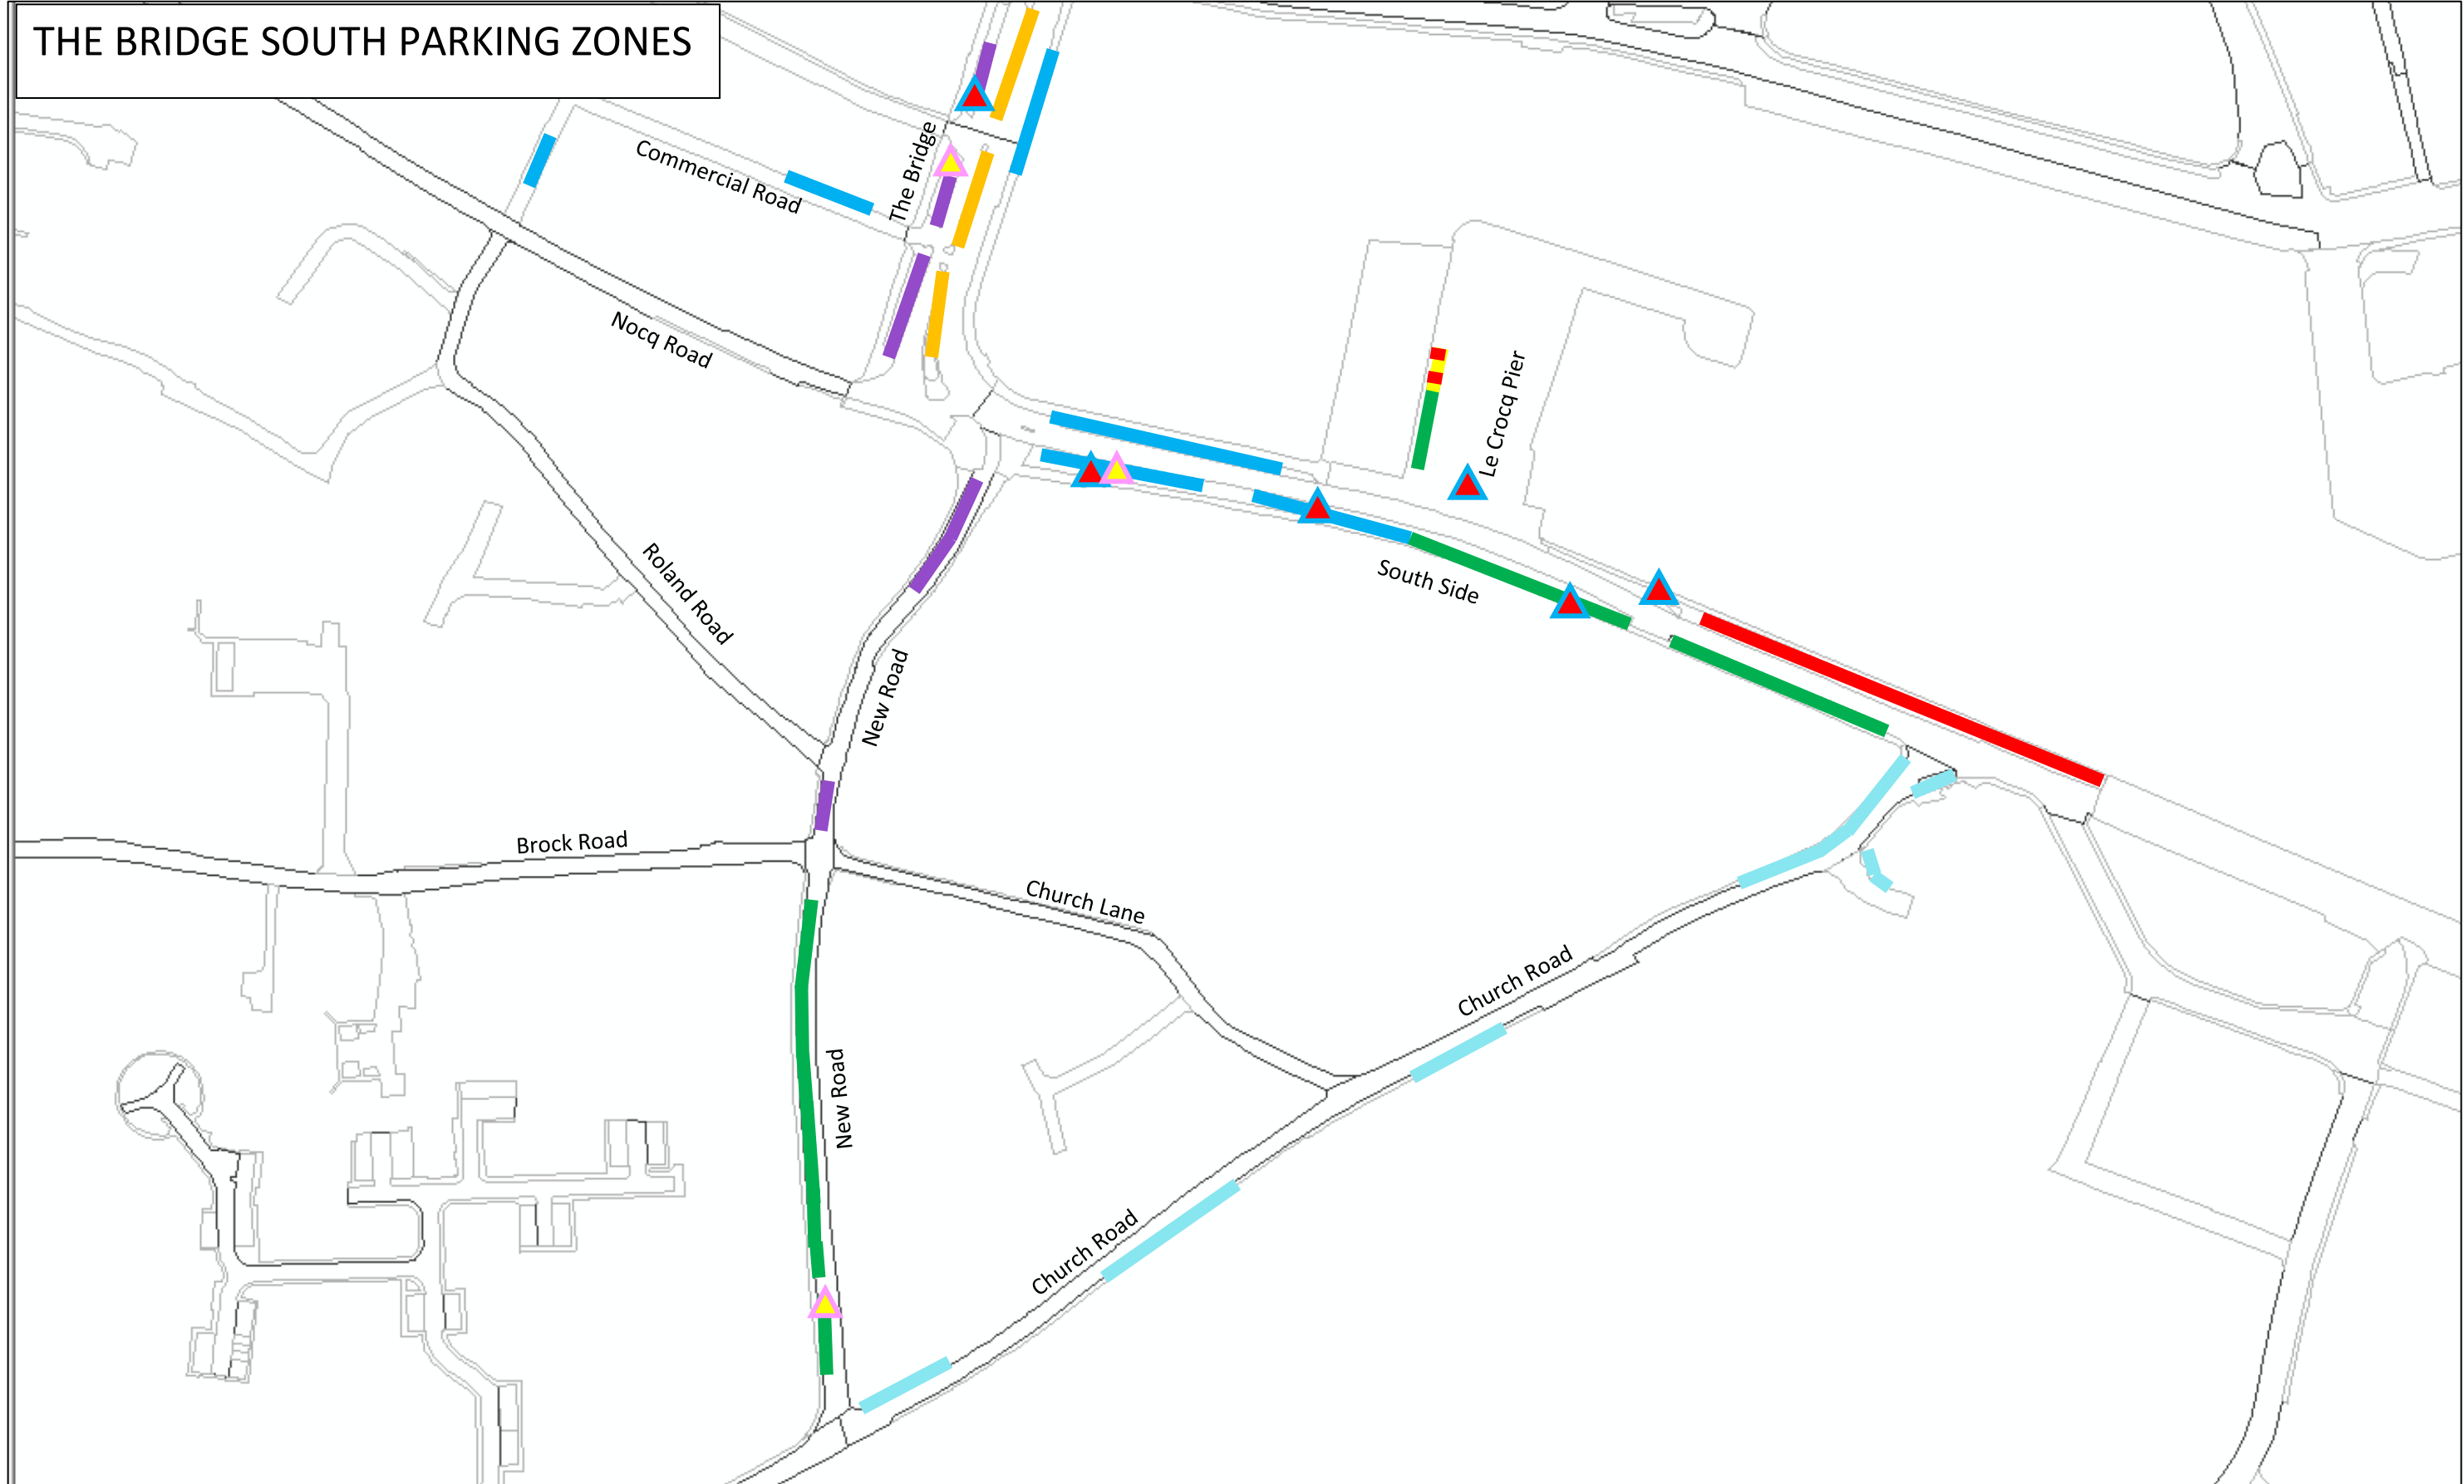 THE BRIDGE SOUTH PARKING ZONES
The Bridge
Commercial Road
Nocq Road
Le Crocq Pier
South Side
Roland Road
New Road
Brock Road
Church Lane
Church Road
New Road
Church Road